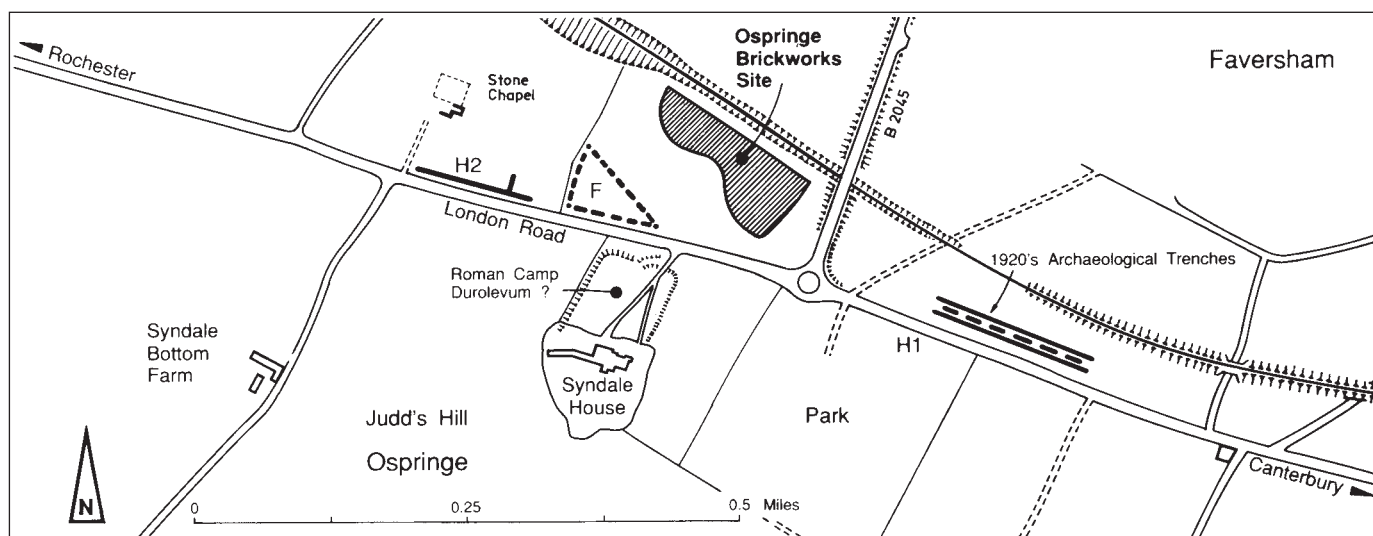 Rochester
Stone
Chapel
Ospringe
Brickworks
Site
B 2045
Faversham
H2
F
London Road
Roman Camp
Durolevum ?
1920's Archaeological Trenches
H1
Syndale
Bottom
Farm
Syndale
House
Judd's Hill
Ospringe
Park
Canterbury
N
0
0.25
0.5
Miles